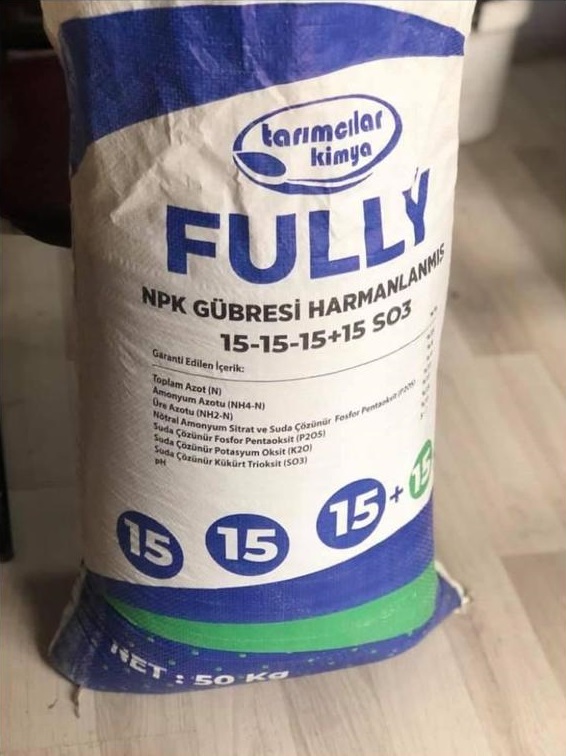 tarımcılar
kimya
FULLY
NPK GÜBRESİ HARMANLANMIŞ
15-15-15+15 SO3
Garanti Edilen İçerik:
Toplam Azot (N)
Amonyum Azotu (NH4-N)
Üre Azotu (NH2-N)
Nötral Amonyum Sitrat ve Suda Çözünür Fosfor Pentaoksit (P2O5)
Suda Çözünür Fosfor Pentaoksit (P2O5)
Suda Çözünür Potasyum Oksit (K2O)
Suda Çözünür Kükürt Trioksit (SO3)
pH
15 15 15 + 15
NET : 50 KG